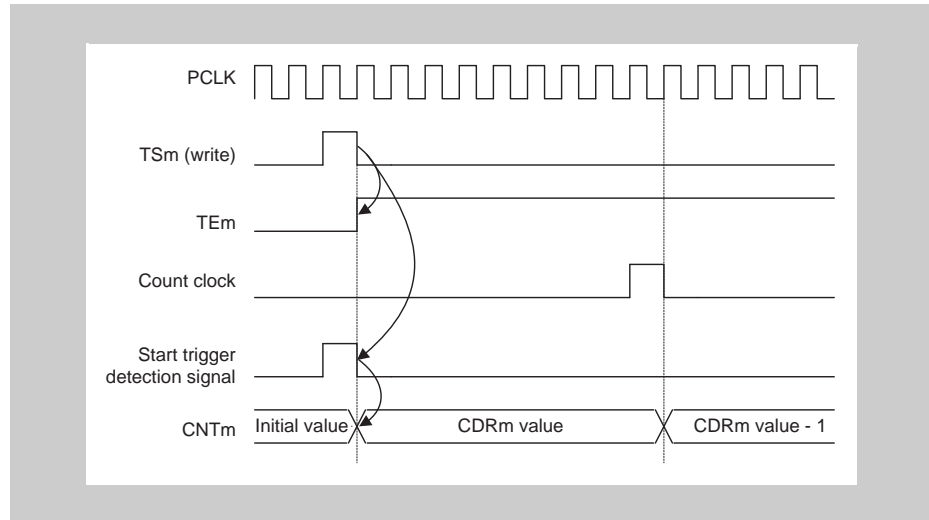 PCLK
TSm (write)
TEm
Count clock
Start trigger
detection signal
CNTm
Initial value
CDRm value
CDRm value - 1